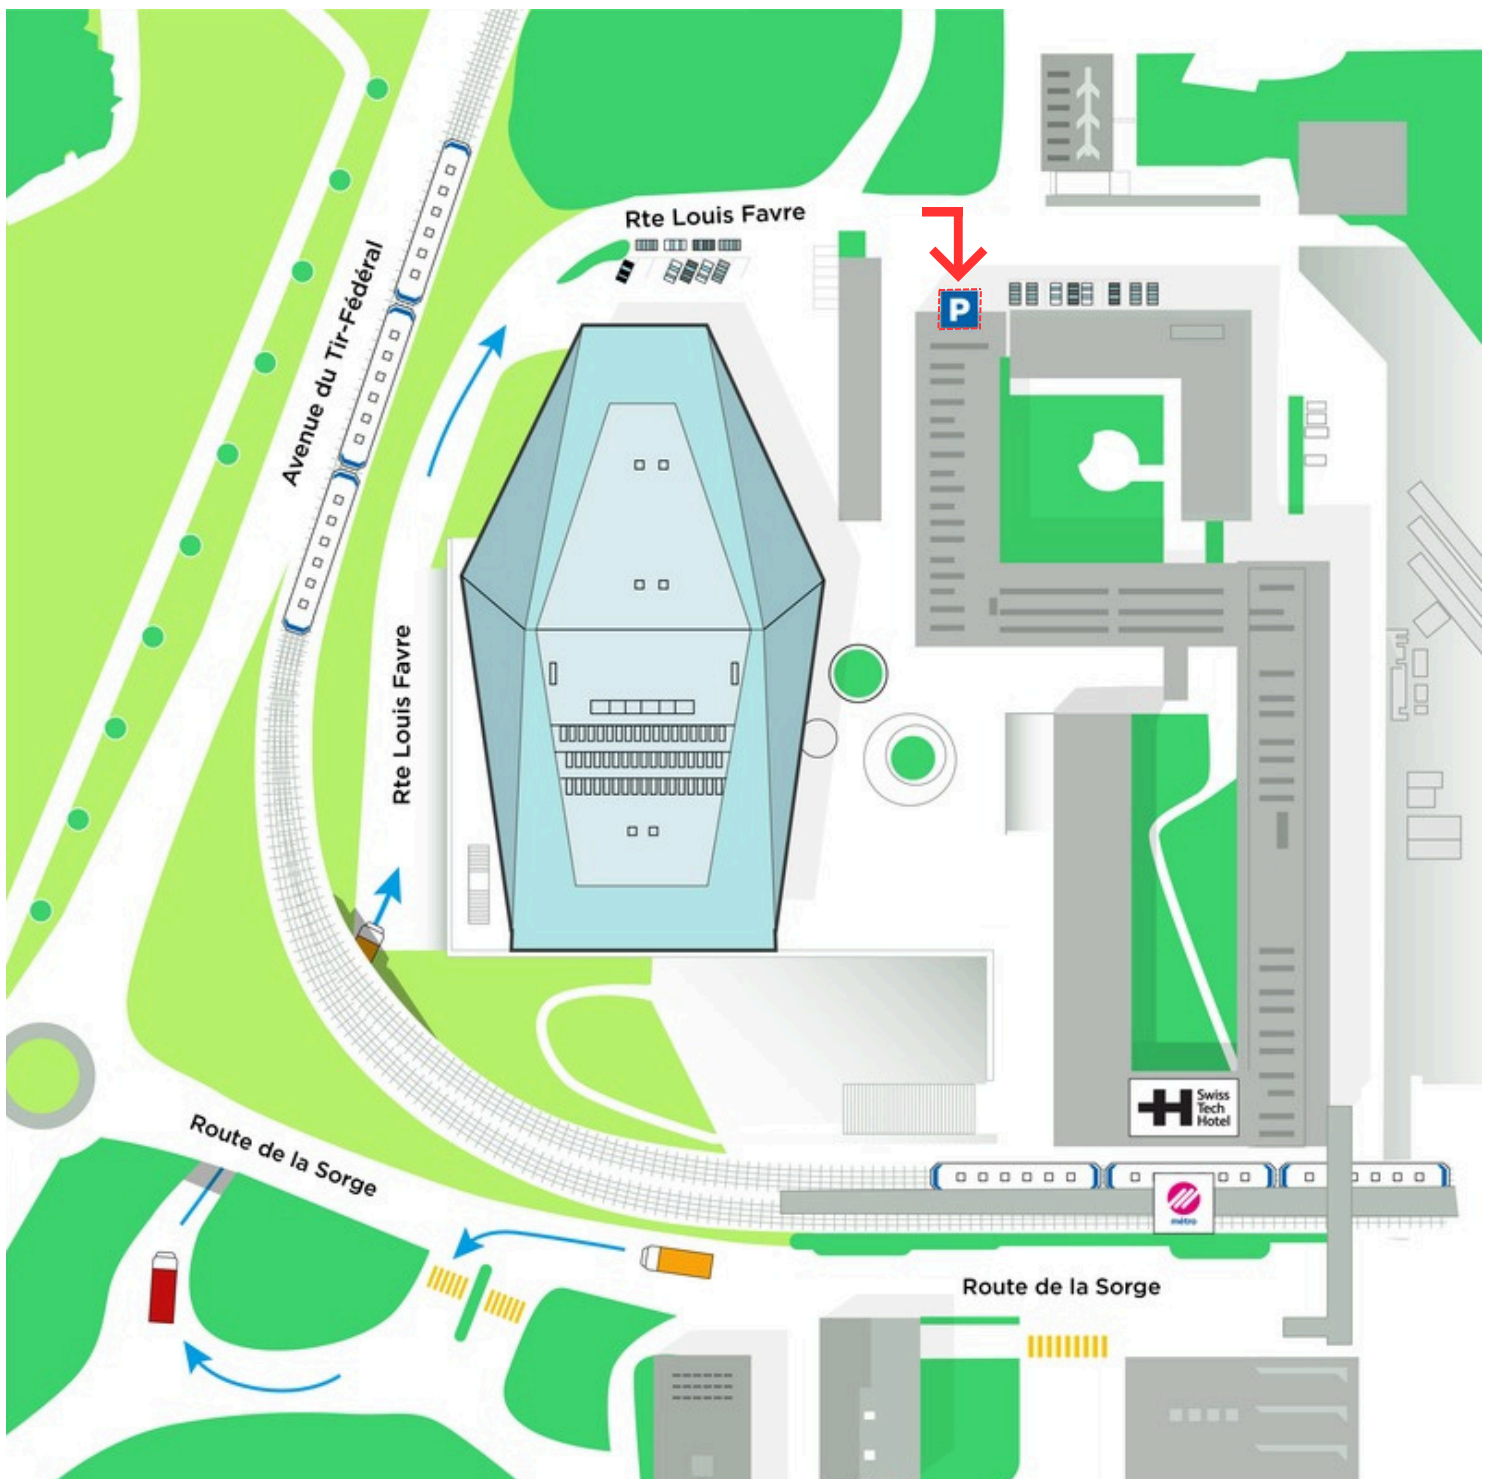 Rte Louis Favre
P
Avenue du Tir-Fédéral
Rte Louis Favre
Swiss
Tech
Hotel
Route de la Sorge
métro
Route de la Sorge